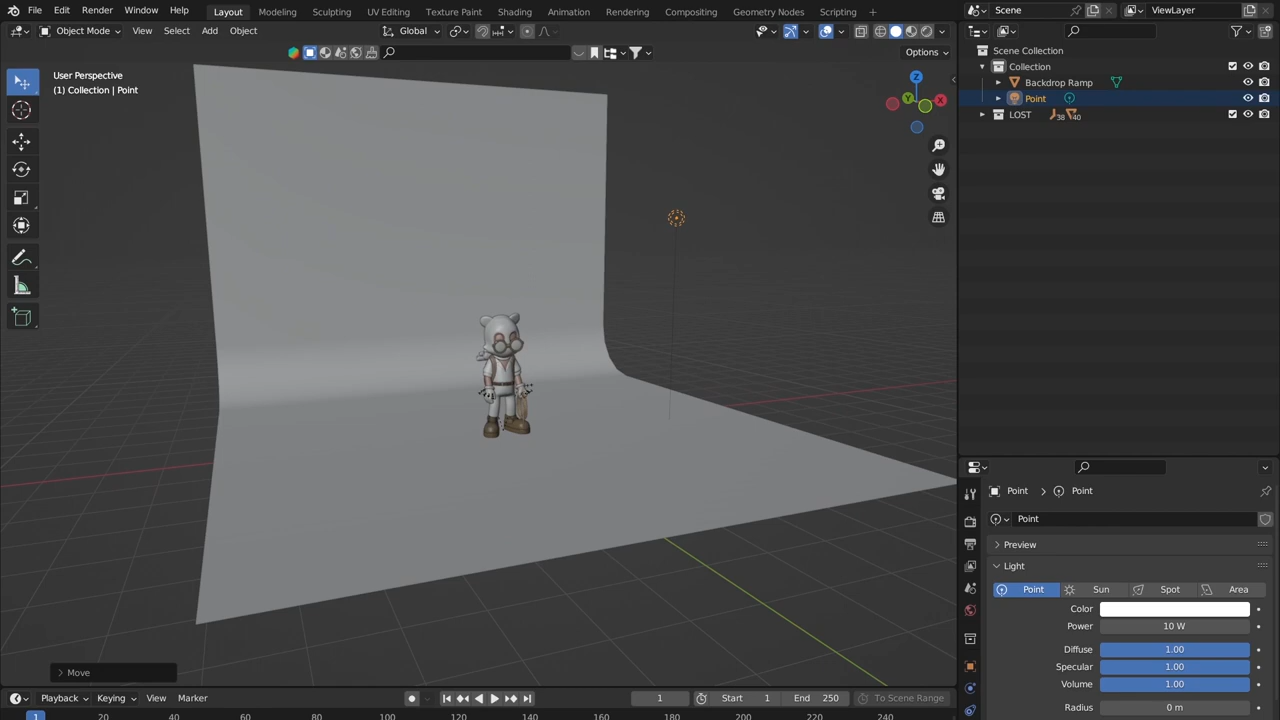 File Edit Render Window Help Layout Modeling Sculpting UV Editing Texture Paint Shading Animation Rendering Compositing Geometry Nodes Scripting + Scene ViewLayer
Object Mode View Select Add Object Global
Options
User Perspective
(1) Collection | Point
Z
Y
X
Scene Collection
Collection
Backdrop Ramp
Point
LOST 38 40
Point > Point
Point
Preview
Light
Point Sun Spot Area
Color
Power 10 W
Diffuse 1.00
Specular 1.00
Volume 1.00
Radius 0 m
> Move
Playback Keying View Marker 1 Start 1 End 250 To Scene Range
1 20 40 60 80 100 120 140 160 180 200 220 240